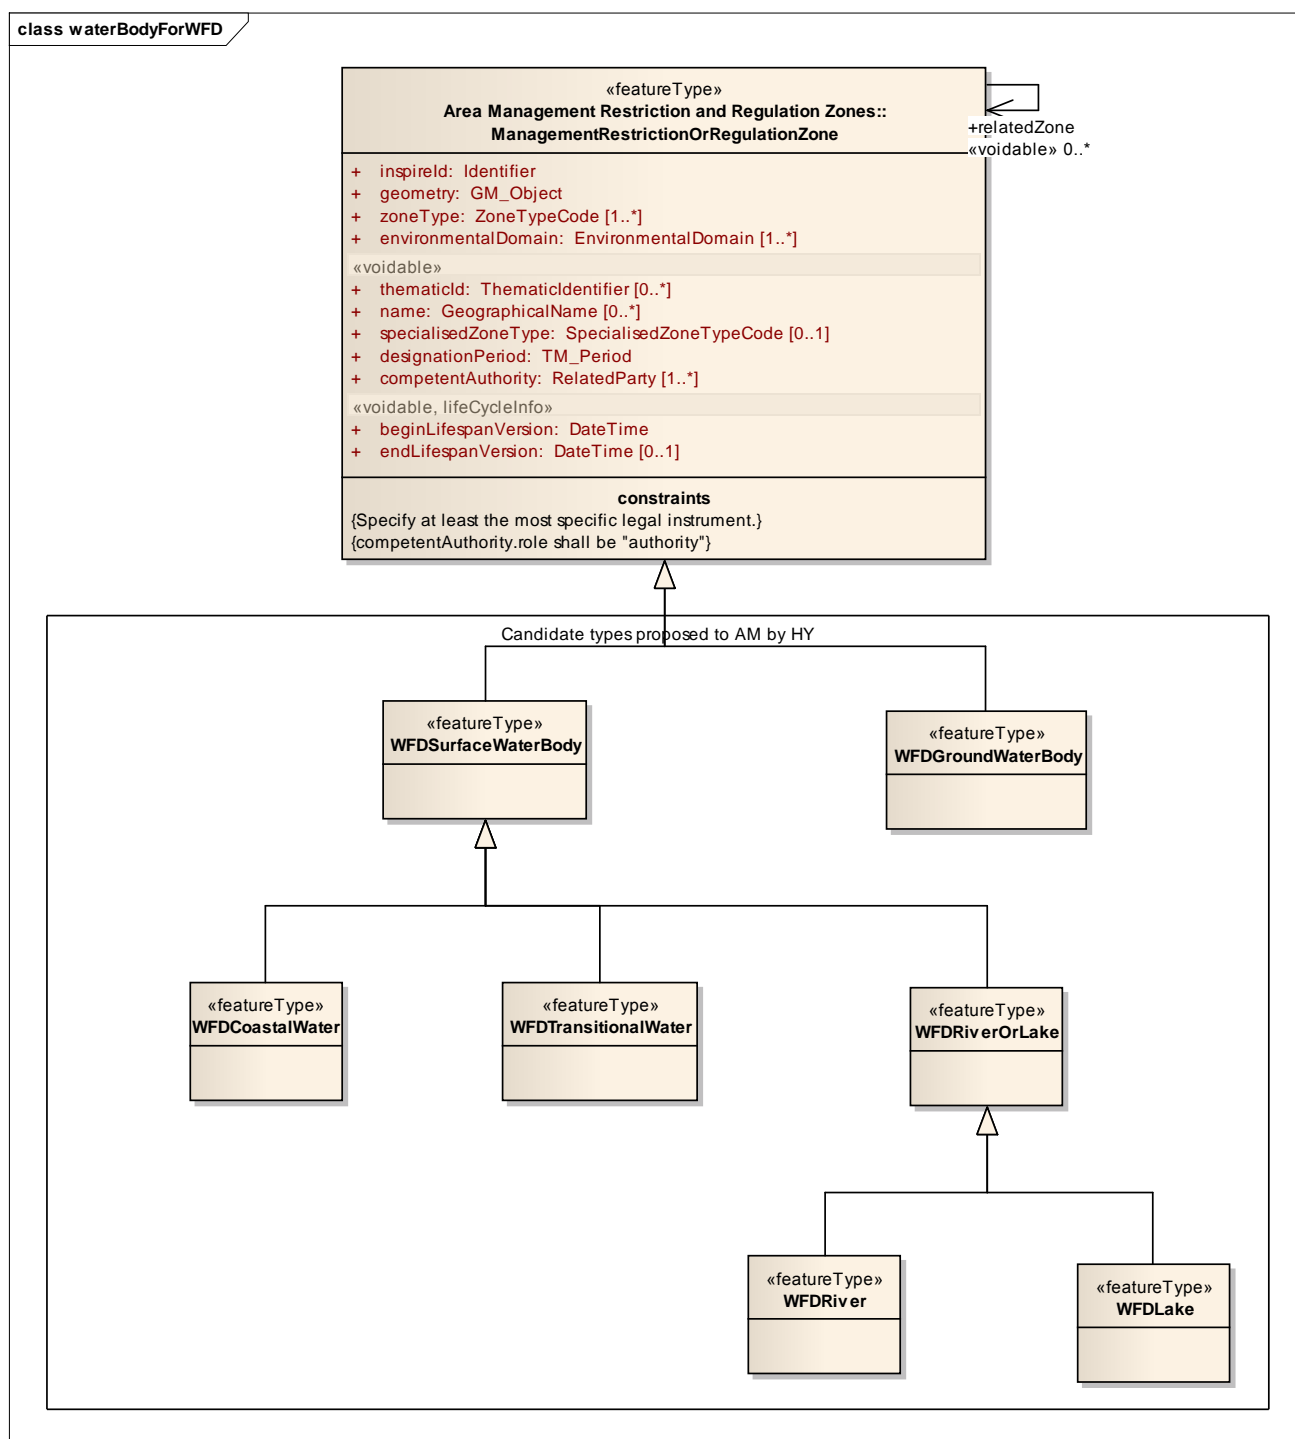 class waterBodyForWFD
«featureType»
Area Management Restriction and Regulation Zones::
ManagementRestrictionOrRegulationZone
+relatedZone
«voidable» 0..*
+ inspireId: Identifier
+ geometry: GM_Object
+ zoneType: ZoneTypeCode [1..*]
+ environmentalDomain: EnvironmentalDomain [1..*]
«voidable»
+ thematicId: ThematicIdentifier [0..*]
+ name: GeographicalName [0..*]
+ specialisedZoneType: SpecialisedZoneTypeCode [0..1]
+ designationPeriod: TM_Period
+ competentAuthority: RelatedParty [1..*]
«voidable, lifeCycleInfo»
+ beginLifespanVersion: DateTime
+ endLifespanVersion: DateTime [0..1]
constraints
{Specify at least the most specific legal instrument.}
{competentAuthority.role shall be "authority"}
Candidate types proposed to AM by HY
«featureType»
WFDSurfaceWaterBody
«featureType»
WFDGroundWaterBody
«featureType»
WFDCoastalWater
«featureType»
WFDTransitionalWater
«featureType»
WFDRiverOrLake
«featureType»
WFDRiver
«featureType»
WFDLake